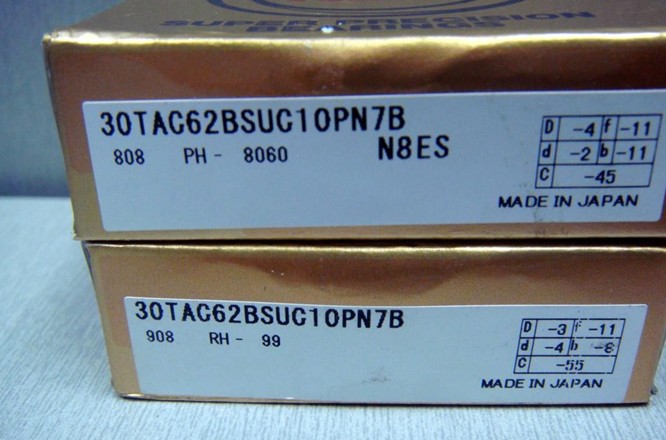 SUPER PRECISION
BEARINGS
30TAC62BSUC10PN7B
808 PH - 8060 N8ES
D -4 f -11
d -2 b -11
C -45
MADE IN JAPAN
30TAC62BSUC10PN7B
908 RH - 99
D -3 f -11
d -4 b -8
C -55
MADE IN JAPAN